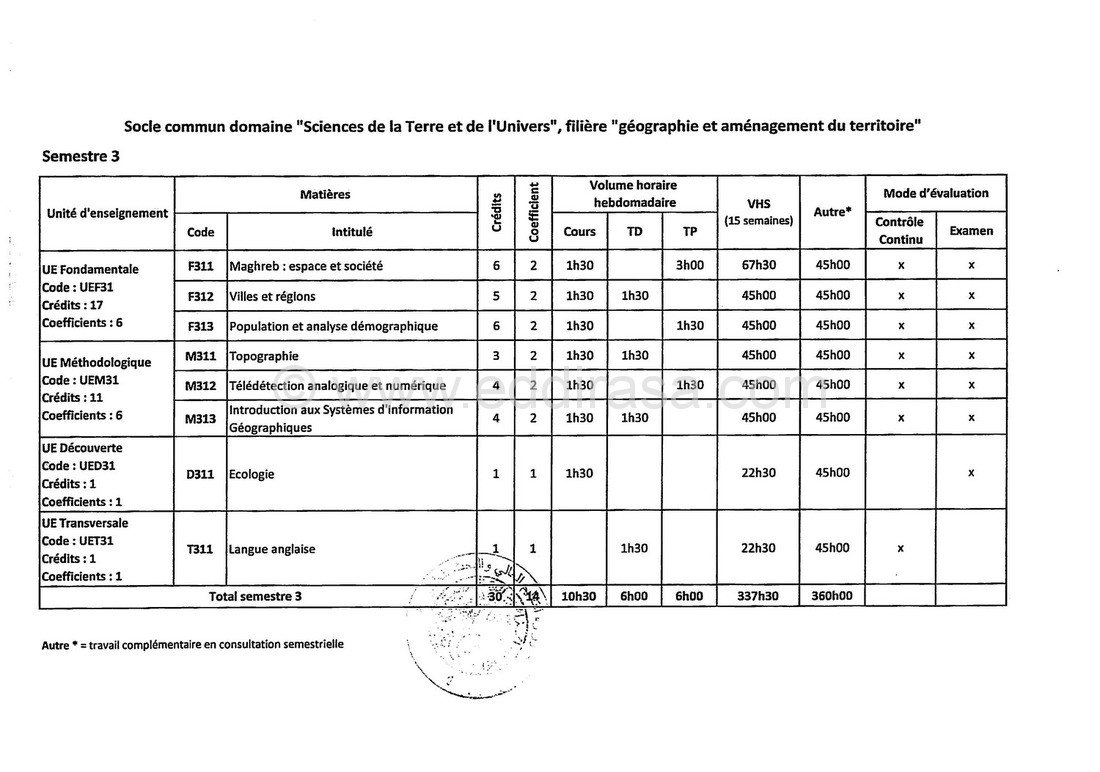 Socle commun domaine "Sciences de la Terre et de l'Univers", filière "géographie et aménagement du territoire"
Semestre 3
Unité d'enseignement Matières Crédits Coefficient Volume horaire hebdomadaire VHS (15 semaines) Autre* Mode d'évaluation
Code Intitulé Cours TD TP Contrôle Continu Examen
UE Fondamentale
Code : UEF31
Crédits : 17
Coefficients : 6
F311 Maghreb : espace et société 6 2 1h30 3h00 67h30 45h00 x x
F312 Villes et régions 5 2 1h30 1h30 45h00 45h00 x x
F313 Population et analyse démographique 6 2 1h30 1h30 45h00 45h00 x x
UE Méthodologique
Code : UEM31
Crédits : 11
Coefficients : 6
M311 Topographie 3 2 1h30 1h30 45h00 45h00 x x
M312 Télédétection analogique et numérique 4 2 1h30 1h30 45h00 45h00 x x
M313 Introduction aux Systèmes d'information Géographiques 4 2 1h30 1h30 45h00 45h00 x x
UE Découverte
Code : UED31
Crédits : 1
Coefficients : 1
D311 Ecologie 1 1 1h30 22h30 45h00 x
UE Transversale
Code : UET31
Crédits : 1
Coefficients : 1
T311 Langue anglaise 1 1 1h30 22h30 45h00 x
Total semestre 3 30 14 10h30 6h00 6h00 337h30 360h00
Autre * = travail complémentaire en consultation semestrielle
© www.eddirasa.com